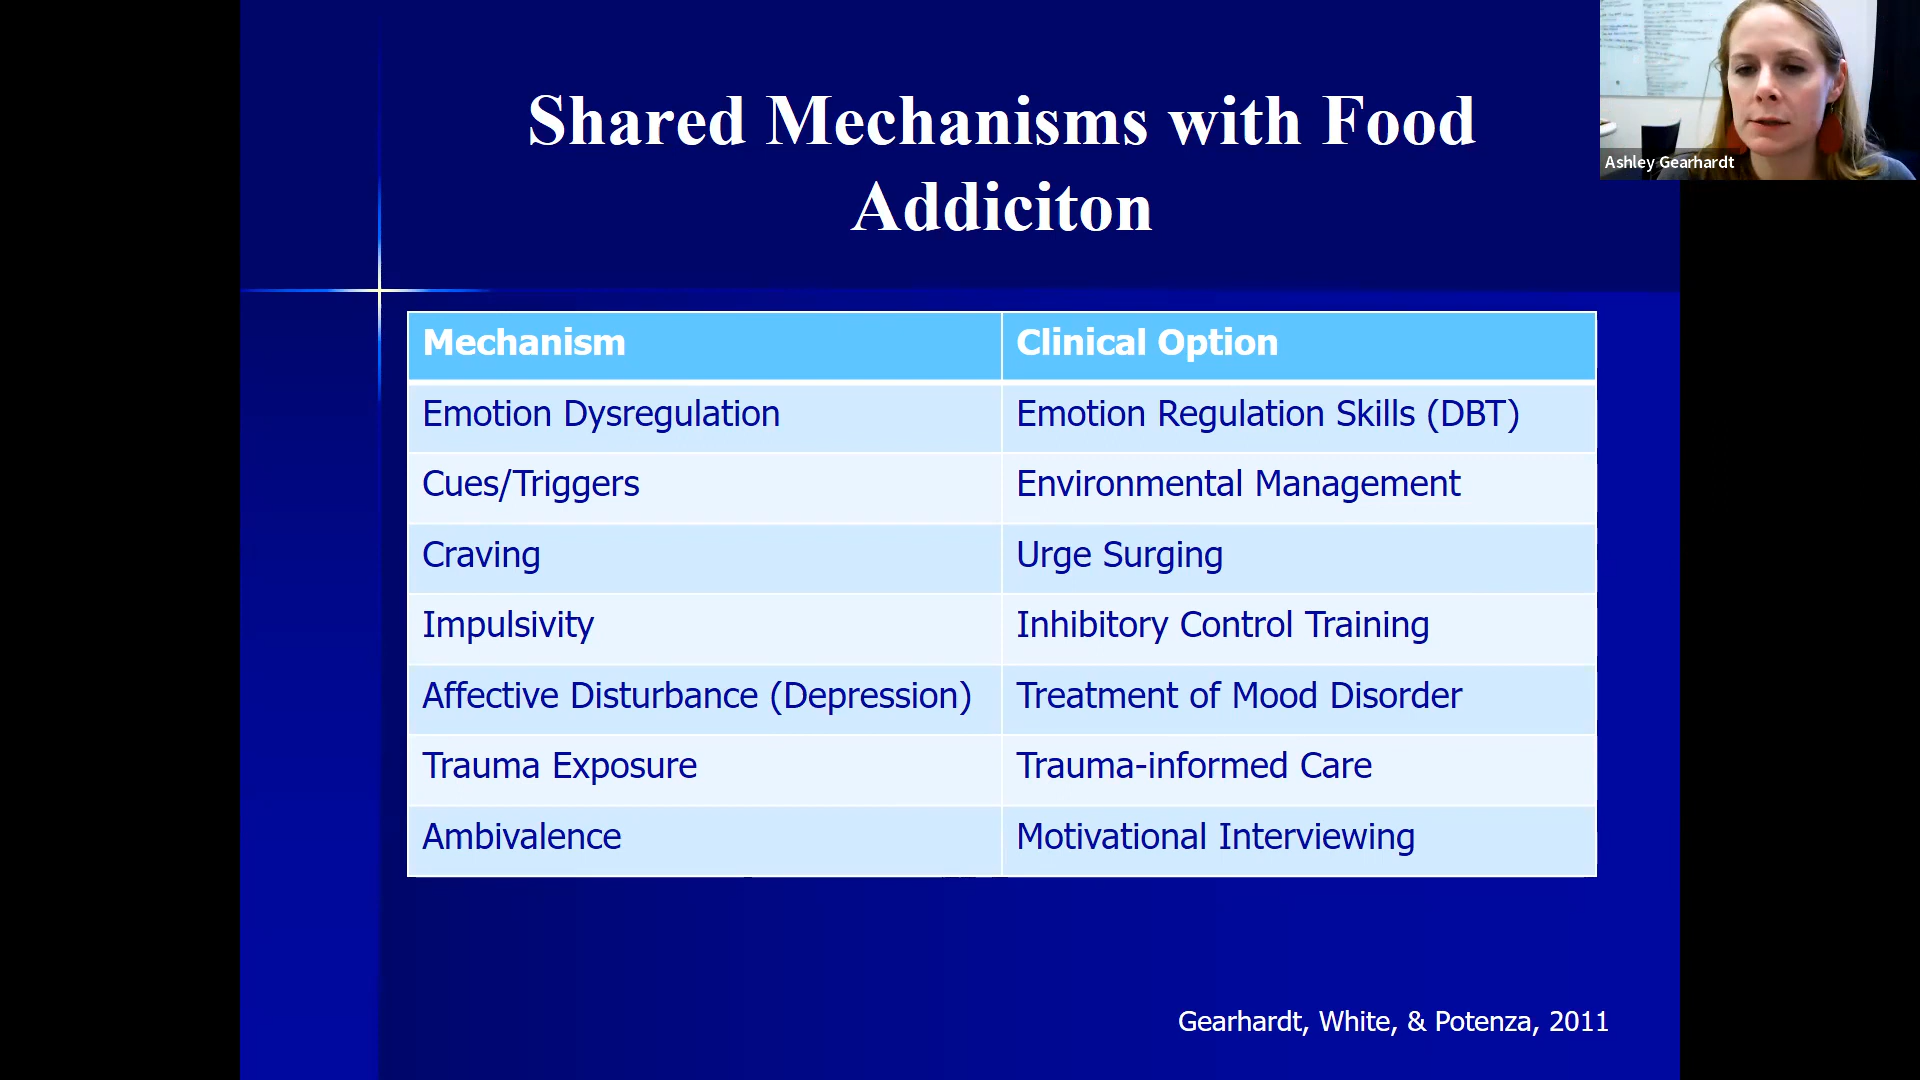 Shared Mechanisms with Food
Addiciton
Ashley Gearhardt
Mechanism
Clinical Option
Emotion Dysregulation
Emotion Regulation Skills (DBT)
Cues/Triggers
Environmental Management
Craving
Urge Surging
Impulsivity
Inhibitory Control Training
Affective Disturbance (Depression)
Treatment of Mood Disorder
Trauma Exposure
Trauma-informed Care
Ambivalence
Motivational Interviewing
Gearhardt, White, & Potenza, 2011